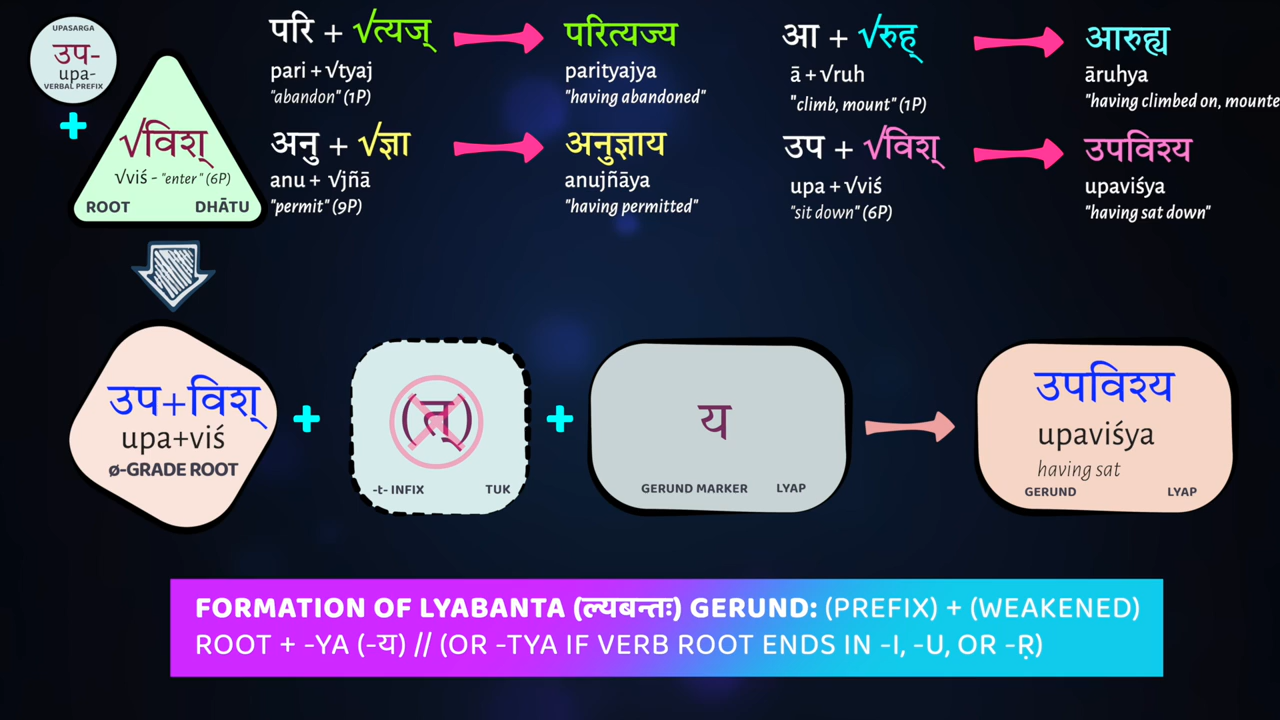 UPASARGA
उप-
upa-
VERBAL PREFIX
+
√विश्
√viś - "enter" (6P)
ROOT DHĀTU
परि + √त्यज् परित्यज्य
pari + √tyaj parityajya
"abandon" (1P) "having abandoned"
अनु + √ज्ञा अनुज्ञाय
anu + √jñā anujñāya
"permit" (9P) "having permitted"
आ + √रुह् आरुह्य
ā + √ruh āruhya
"climb, mount" (1P) "having climbed on, mounte
उप + √विश् उपविश्य
upa + √viś upaviśya
"sit down" (6P) "having sat down"
उप+विश्
upa+viś
ø-GRADE ROOT
+
(त्)
-t- INFIX TUK
+
य
GERUND MARKER LYAP
उपविश्य
upaviśya
having sat
GERUND LYAP
FORMATION OF LYABANTA (ल्यबन्तः) GERUND: (PREFIX) + (WEAKENED)
ROOT + -YA (-य) // (OR -TYA IF VERB ROOT ENDS IN -I, -U, OR -Ṛ)